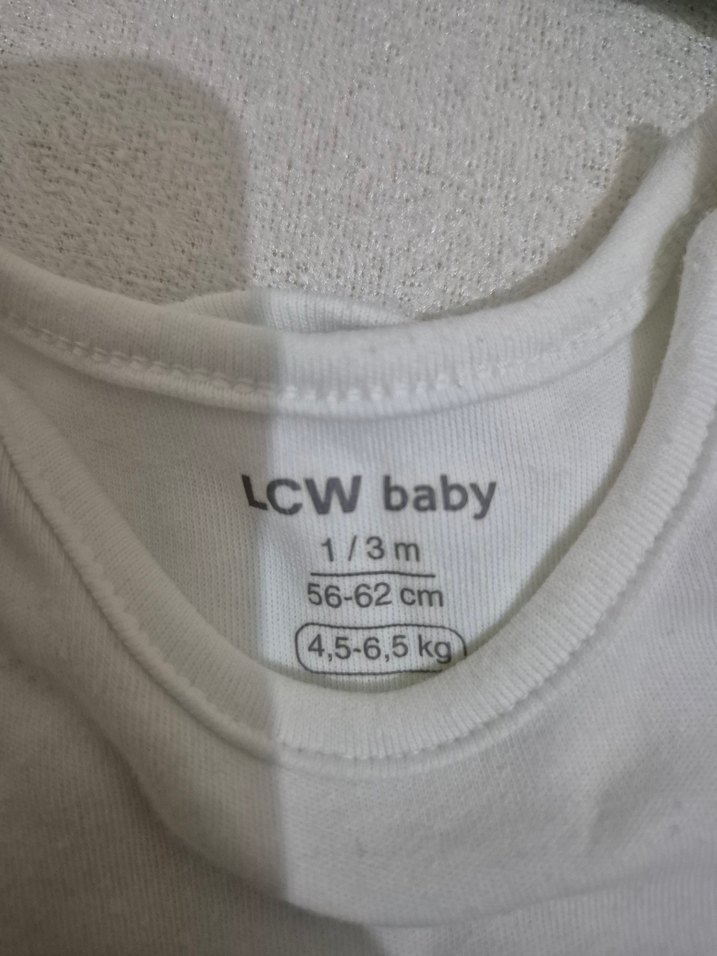 LCW baby
1 / 3 m
56-62 cm
4,5-6,5 kg